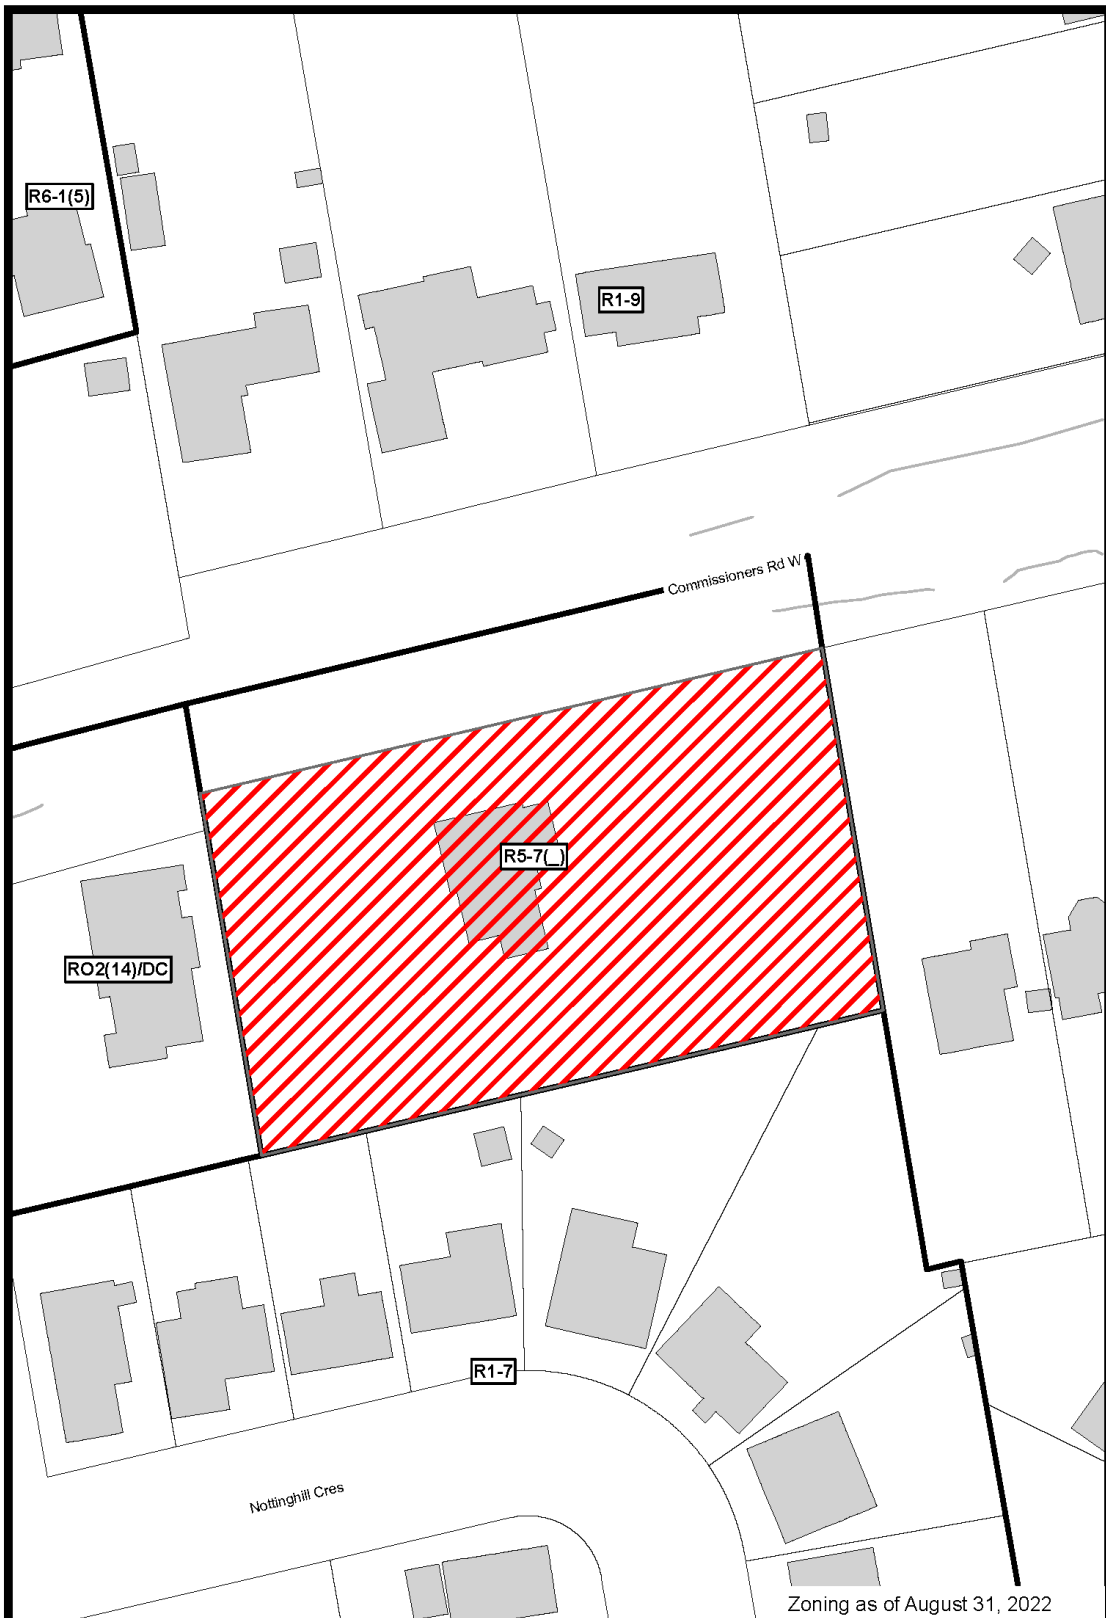 R6-1(5)
R1-9
Commissioners Rd W
R5-7(_)
RO2(14)/DC
R1-7
Nottinghill Cres
Zoning as of August 31, 2022